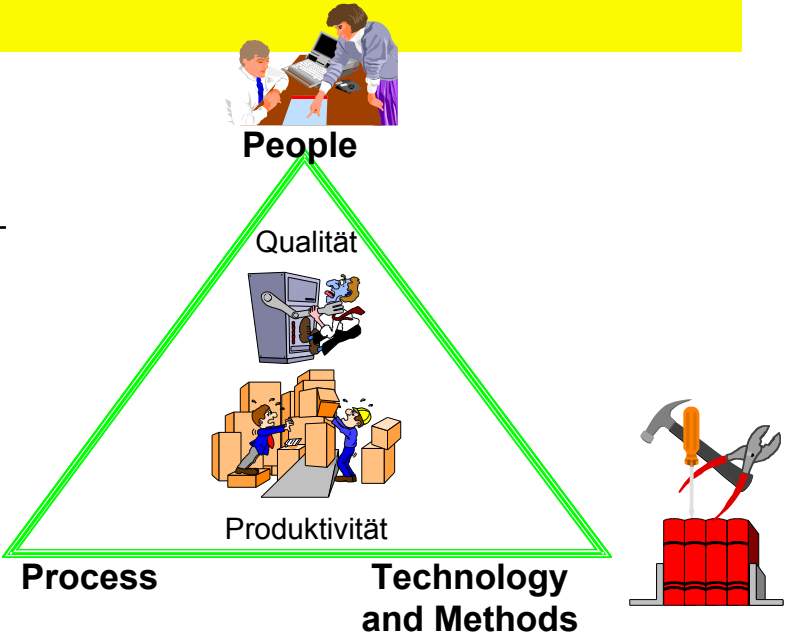 People
Qualität
Produktivität
Process
Technology
and Methods